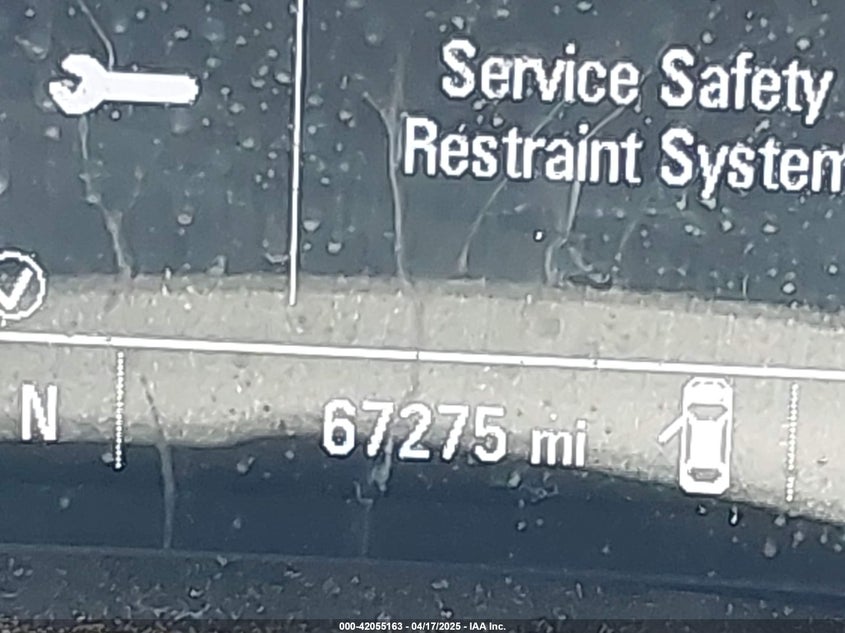 Service Safety
Restraint System
N
67275 mi
000-42055163 - 04/17/2025 - IAA Inc.